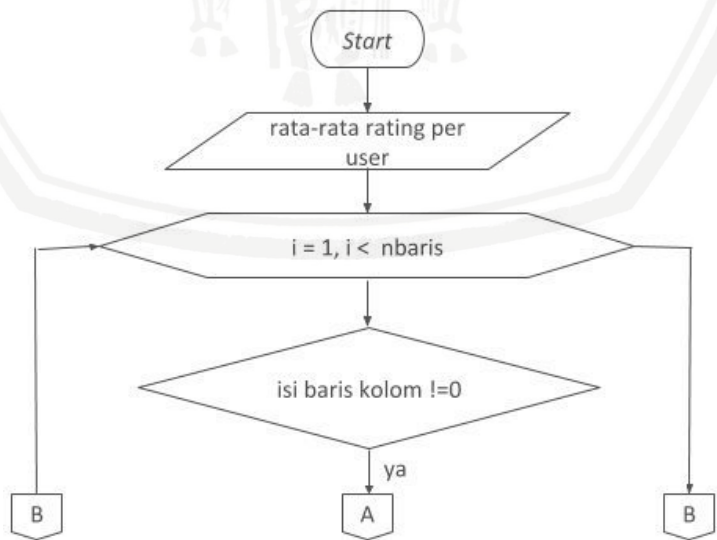 Start
rata-rata rating per
user
i = 1, i < nbaris
isi baris kolom !=0
ya
B
A
B